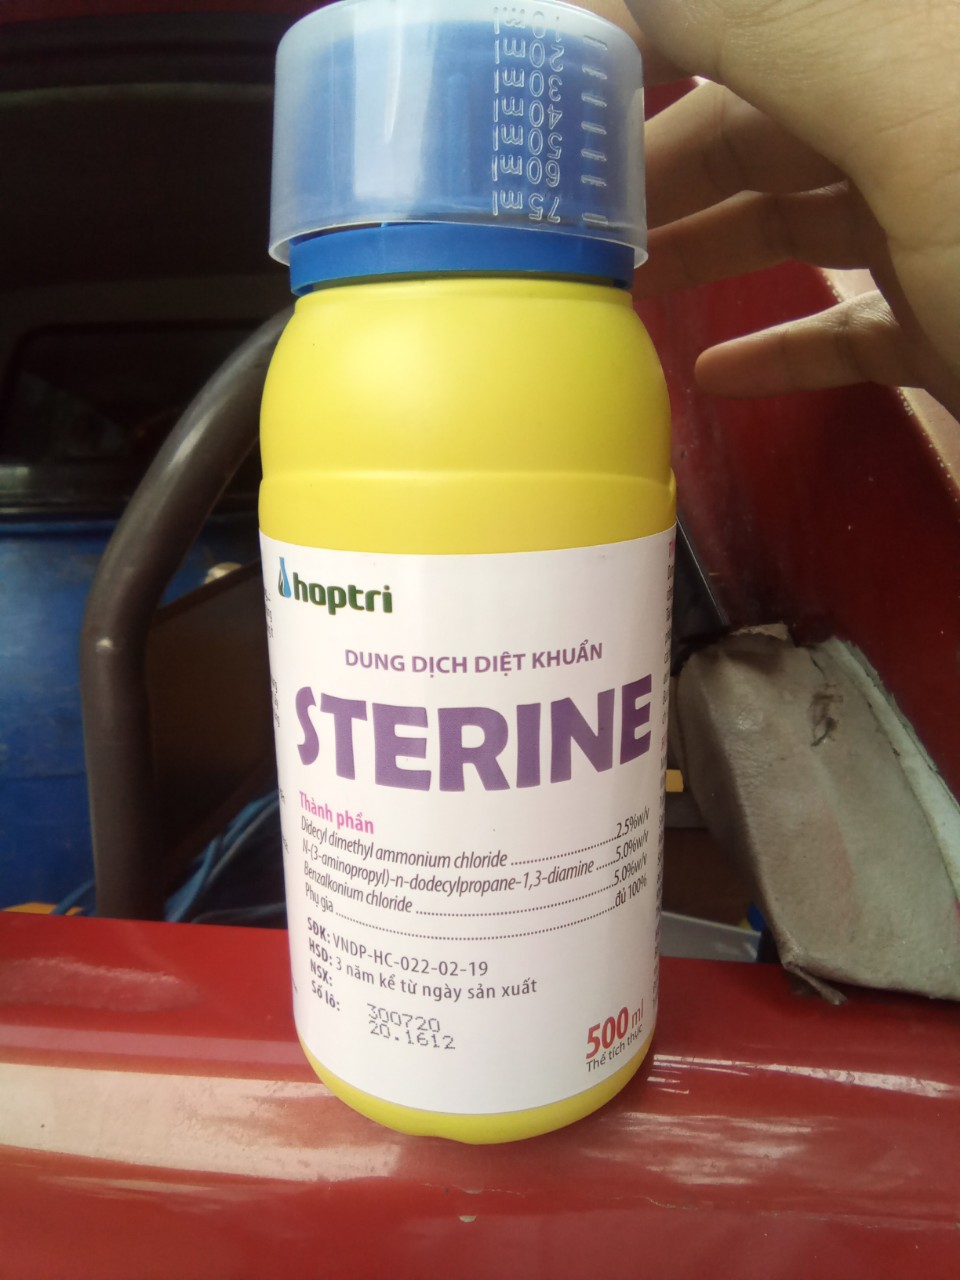 10ml
20ml
30ml
40ml
50ml
60ml
75ml
hoptri
DUNG DỊCH DIỆT KHUẨN
STERINE
Thành phần
Didecyl dimethyl ammonium chloride ........................2.5%w/v
N-(3-aminopropyl)-n-dodecylpropane-1,3-diamine ......5.0%w/v
Benzalkonium chloride ..............................................5.0%w/v
Phụ gia ..................................................................đủ 100%
SĐK: VNDP-HC-022-02-19
HSD: 3 năm kể từ ngày sản xuất
NSX: 300720
Số lô: 20.1612
500 ml
Thể tích thực